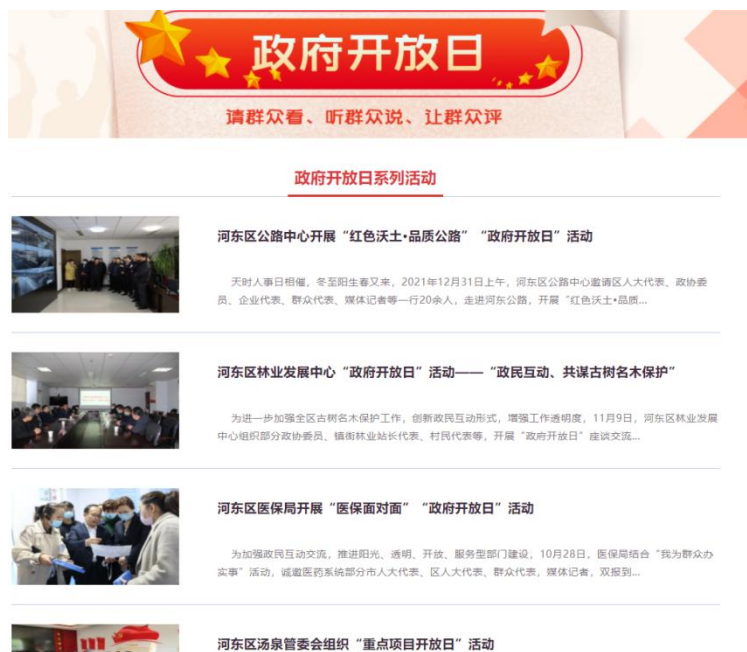 政府开放日
请群众看、听群众说、让群众评
政府开放日系列活动
河东区公路中心开展“红色沃土•品质公路”“政府开放日”活动
天时人事日相催，冬至阳生春又来，2021年12月31日上午，河东区公路中心邀请区人大代表、政协委
员、企业代表、群众代表、媒体记者等一行20余人，走进河东公路，开展“红色沃土•品质...
河东区林业发展中心“政府开放日”活动——“政民互动、共谋古树名木保护”
为进一步加强全区古树名木保护工作，创新政民互动形式，增强工作透明度，11月9日，河东区林业发展
中心组织部分政协委员、镇街林业站长代表、村民代表等，开展“政府开放日”座谈交流...
河东区医保局开展“医保面对面”“政府开放日”活动
为加强政民互动交流，推进阳光、透明、开放、服务型部门建设，10月28日，医保局结合“我为群众办
实事”活动，诚邀医药系统部分市人大代表、区人大代表、群众代表，媒体记者，双报到...
河东区汤泉管委会组织“重点项目开放日”活动